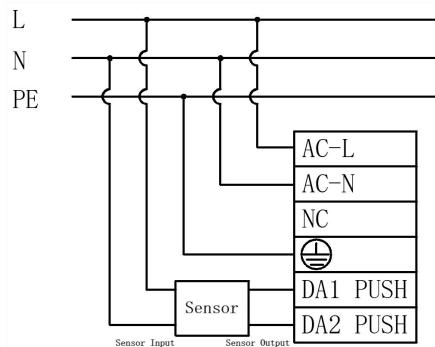 L
N
PE
AC-L
AC-N
NC
DA1 PUSH
Sensor
DA2 PUSH
Sensor Input
Sensor Output